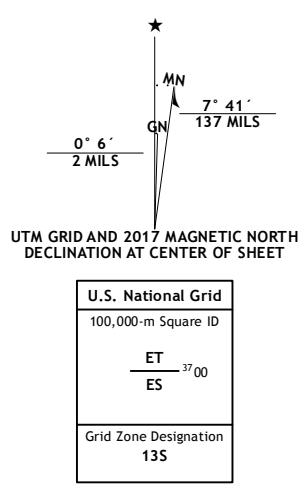 ★
MN
7° 41´
137 MILS
GN
0° 6´
2 MILS
UTM GRID AND 2017 MAGNETIC NORTH
DECLINATION AT CENTER OF SHEET
U.S. National Grid
100,000-m Square ID
ET
3700
ES
Grid Zone Designation
13S